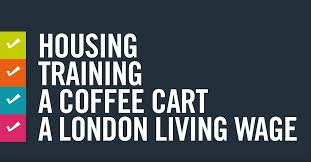 HOUSING
TRAINING
A COFFEE CART
A LONDON LIVING WAGE